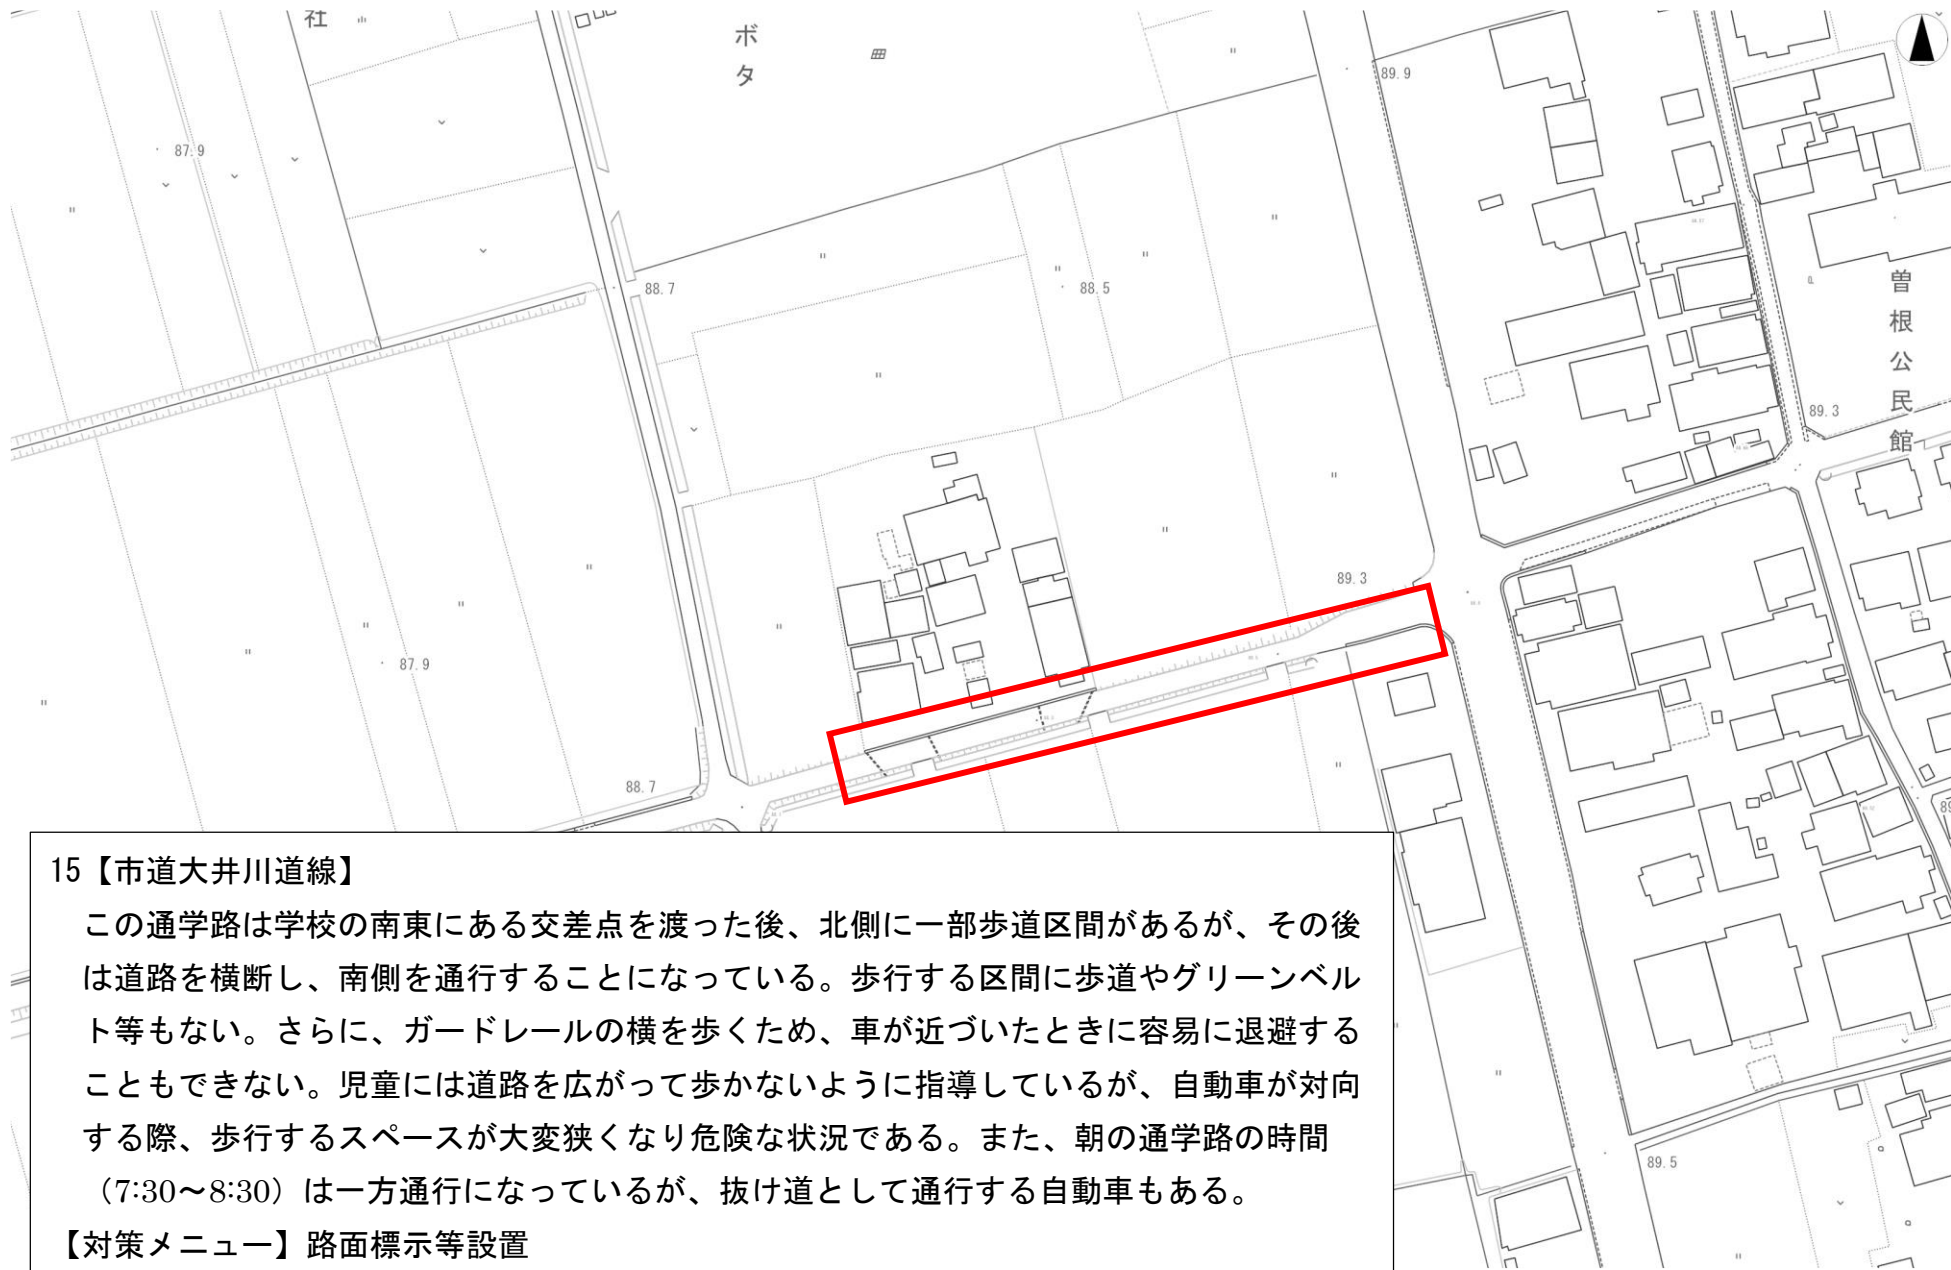 社
ボタ
89.9
87.9
88.7
88.5
曽根公民館
89.3
89.3
87.9
88.7
15【市道大井川道線】
この通学路は学校の南東にある交差点を渡った後、北側に一部歩道区間があるが、その後
は道路を横断し、南側を通行することになっている。歩行する区間に歩道やグリーンベル
ト等もない。さらに、ガードレールの横を歩くため、車が近づいたときに容易に退避する
こともできない。児童には道路を広がって歩かないように指導しているが、自動車が対向
する際、歩行するスペースが大変狭くなり危険な状況である。また、朝の通学路の時間
（7:30～8:30）は一方通行になっているが、抜け道として通行する自動車もある。
【対策メニュー】路面標示等設置
89.5